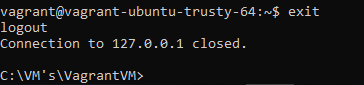 vagrant@vagrant-ubuntu-trusty-64:~$ exit
logout
Connection to 127.0.0.1 closed.
C:\VM's\VagrantVM>